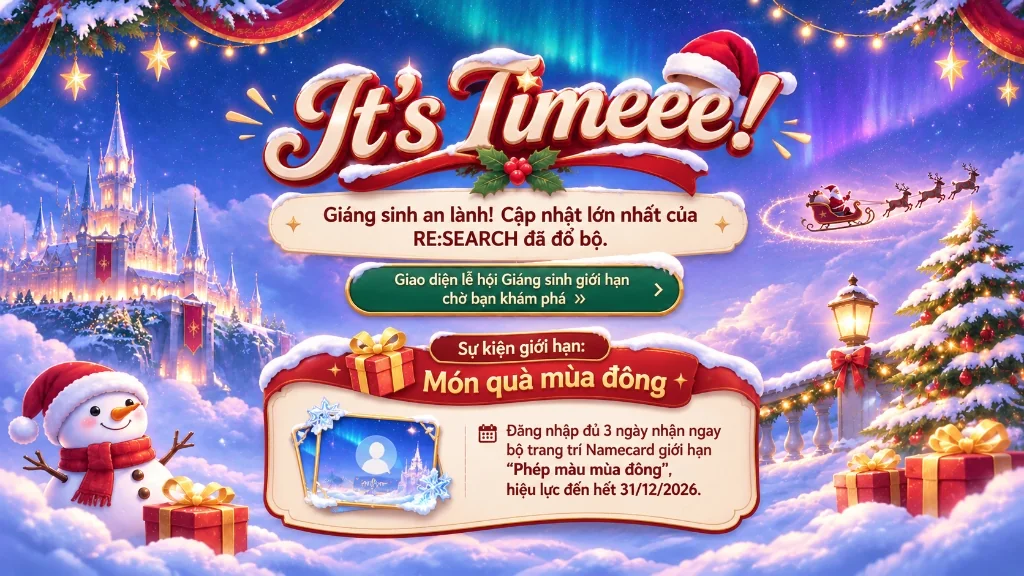 It's Timeee!
Giáng sinh an lành! Cập nhật lớn nhất của
RE:SEARCH đã đổ bộ.
Giao diện lễ hội Giáng sinh giới hạn
chờ bạn khám phá »
Sự kiện giới hạn:
Món quà mùa đông
Đăng nhập đủ 3 ngày nhận ngay
bộ trang trí Namecard giới hạn
“Phép màu mùa đông”,
hiệu lực đến hết 31/12/2026.